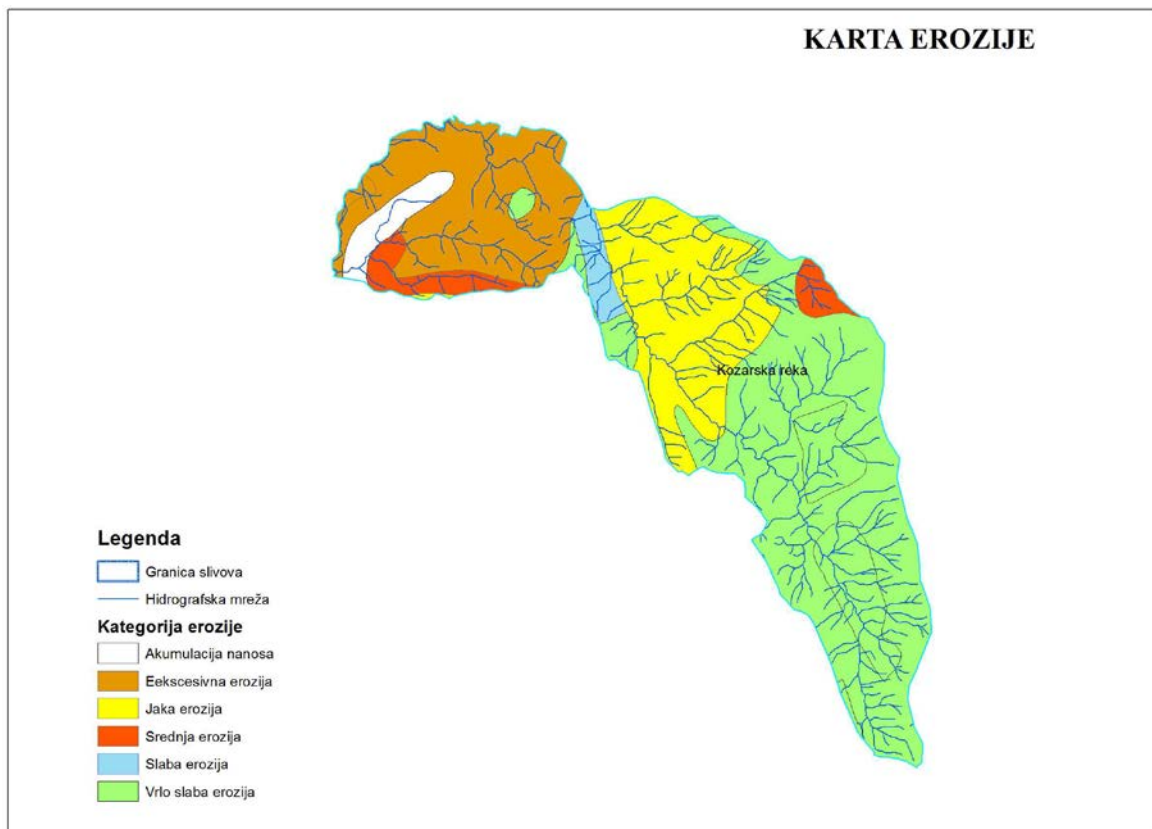 KARTA EROZIJE
Kozarska reka
Legenda
Granica slivova
Hidrografska mreža
Kategorija erozije
Akumulacija nanosa
Eekscesivna erozija
Jaka erozija
Srednja erozija
Slaba erozija
Vrlo slaba erozija